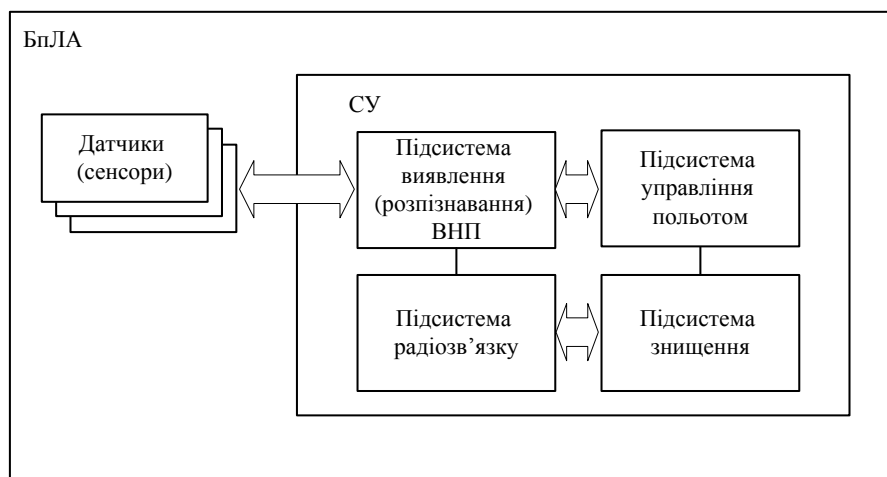 БпЛА
СУ
Датчики
(сенсори)
Підсистема
виявлення
(розпізнавання)
ВНП
Підсистема
управління
польотом
Підсистема
радіозв’язку
Підсистема
знищення